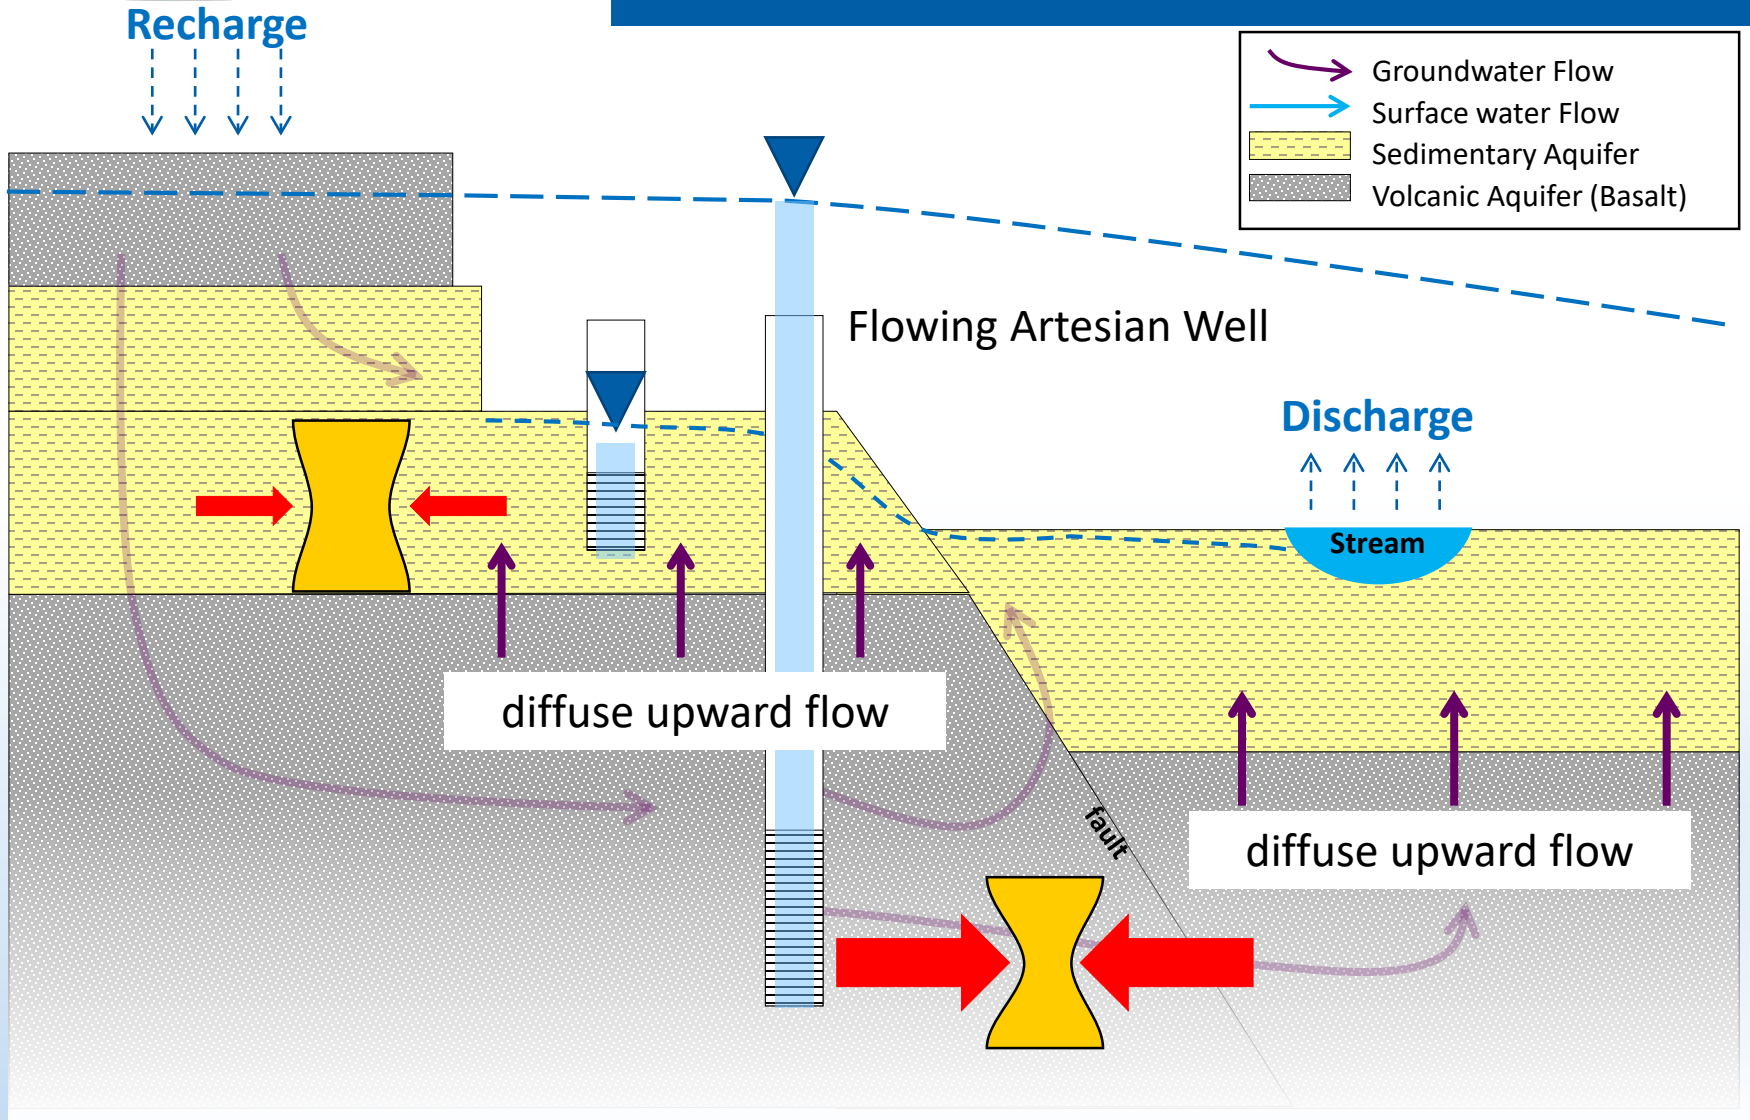 Recharge
Groundwater Flow
Surface water Flow
Sedimentary Aquifer
Volcanic Aquifer (Basalt)
Flowing Artesian Well
Discharge
Stream
diffuse upward flow
fault
diffuse upward flow